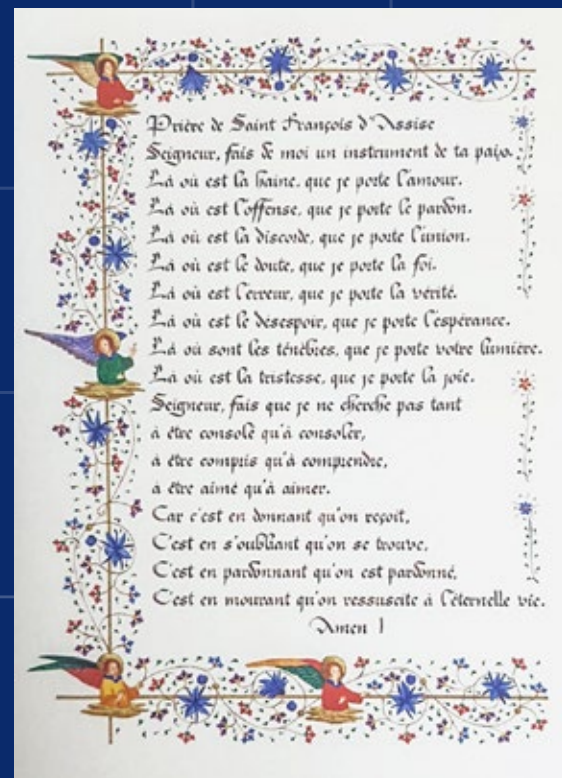 Prière de Saint François d'Assise
Seigneur, fais de moi un instrument de ta paix.
Là où est la haine, que je porte l'amour.
Là où est l'offense, que je porte le pardon.
Là où est la discorde, que je porte l'union.
Là où est le doute, que je porte la foi.
Là où est l'erreur, que je porte la vérité.
Là où est le désespoir, que je porte l'espérance.
Là où sont les ténèbres, que je porte votre lumière.
Là où est la tristesse, que je porte la joie.
Seigneur, fais que je ne cherche pas tant
à être consolé qu'à consoler,
à être compris qu'à comprendre,
à être aimé qu'à aimer.
Car c'est en donnant qu'on reçoit,
C'est en s'oubliant qu'on se trouve,
C'est en pardonnant qu'on est pardonné,
C'est en mourant qu'on ressuscite à l'éternelle vie.
Amen !